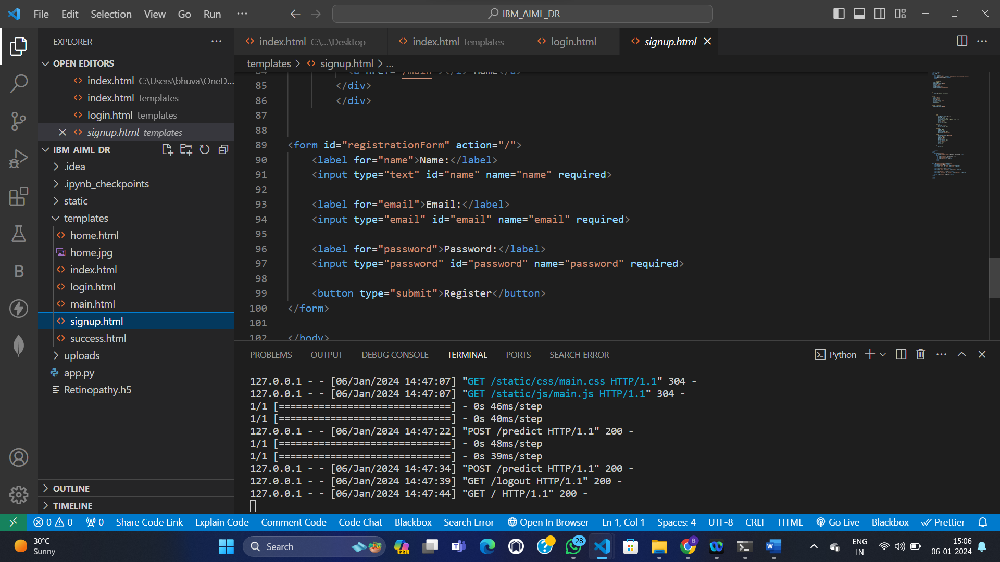 File Edit Selection View Go Run ··· IBM_AIML_DR
EXPLORER
OPEN EDITORS
index.html C:\Users\bhuva\OneD...
index.html templates
login.html templates
signup.html templates
IBM_AIML_DR
.idea
.ipynb_checkpoints
static
templates
home.html
home.jpg
index.html
login.html
main.html
signup.html
success.html
uploads
app.py
Retinopathy.h5
OUTLINE
TIMELINE
index.html C:\...\Desktop index.html templates login.html signup.html
templates > signup.html > ...
85 </div>
86 </div>
87
88
89 <form id="registrationForm" action="/">
90 <label for="name">Name:</label>
91 <input type="text" id="name" name="name" required>
92
93 <label for="email">Email:</label>
94 <input type="email" id="email" name="email" required>
95
96 <label for="password">Password:</label>
97 <input type="password" id="password" name="password" required>
98
99 <button type="submit">Register</button>
100 </form>
101
102 </body>
PROBLEMS OUTPUT DEBUG CONSOLE TERMINAL PORTS SEARCH ERROR Python
127.0.0.1 - - [06/Jan/2024 14:47:07] "GET /static/css/main.css HTTP/1.1" 304 -
127.0.0.1 - - [06/Jan/2024 14:47:07] "GET /static/js/main.js HTTP/1.1" 304 -
1/1 [==============================] - 0s 46ms/step
1/1 [==============================] - 0s 40ms/step
127.0.0.1 - - [06/Jan/2024 14:47:22] "POST /predict HTTP/1.1" 200 -
1/1 [==============================] - 0s 48ms/step
1/1 [==============================] - 0s 39ms/step
127.0.0.1 - - [06/Jan/2024 14:47:34] "POST /predict HTTP/1.1" 200 -
127.0.0.1 - - [06/Jan/2024 14:47:39] "GET /logout HTTP/1.1" 200 -
127.0.0.1 - - [06/Jan/2024 14:47:44] "GET / HTTP/1.1" 200 -
0 0 0 Share Code Link Explain Code Comment Code Code Chat Blackbox Search Error Open In Browser Ln 1, Col 1 Spaces: 4 UTF-8 CRLF HTML Go Live Blackbox Prettier
30°C
Sunny
Search
PRE
28
ENG
IN
15:06
06-01-2024